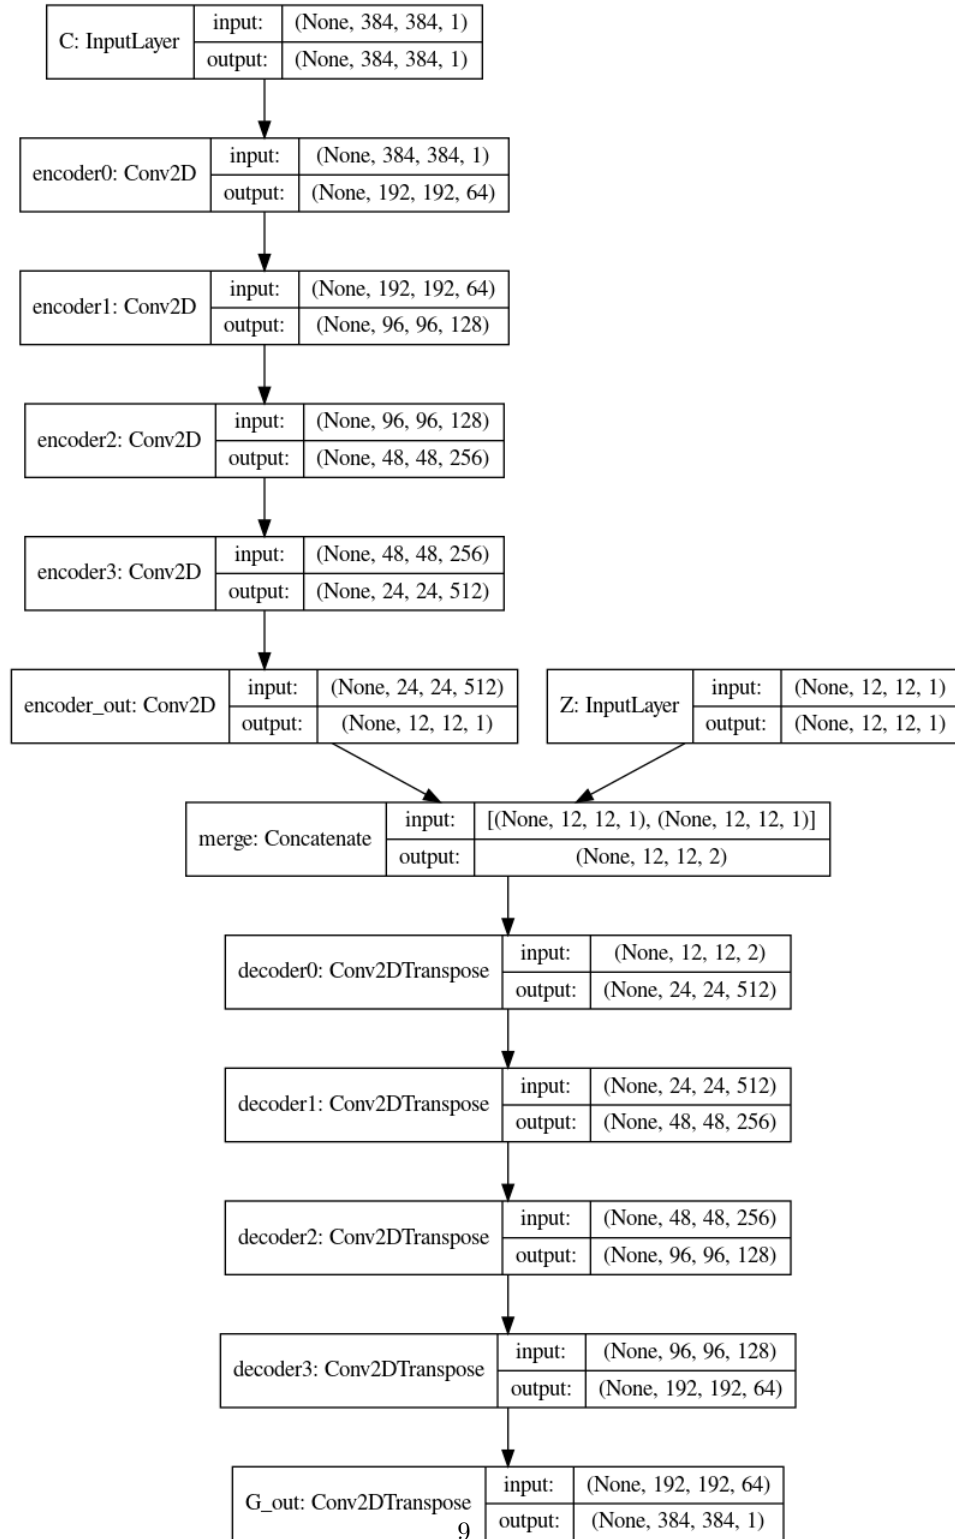 C: InputLayer
input: (None, 384, 384, 1)
output: (None, 384, 384, 1)
encoder0: Conv2D
input: (None, 384, 384, 1)
output: (None, 192, 192, 64)
encoder1: Conv2D
input: (None, 192, 192, 64)
output: (None, 96, 96, 128)
encoder2: Conv2D
input: (None, 96, 96, 128)
output: (None, 48, 48, 256)
encoder3: Conv2D
input: (None, 48, 48, 256)
output: (None, 24, 24, 512)
encoder_out: Conv2D
input: (None, 24, 24, 512)
output: (None, 12, 12, 1)
Z: InputLayer
input: (None, 12, 12, 1)
output: (None, 12, 12, 1)
merge: Concatenate
input: [(None, 12, 12, 1), (None, 12, 12, 1)]
output: (None, 12, 12, 2)
decoder0: Conv2DTranspose
input: (None, 12, 12, 2)
output: (None, 24, 24, 512)
decoder1: Conv2DTranspose
input: (None, 24, 24, 512)
output: (None, 48, 48, 256)
decoder2: Conv2DTranspose
input: (None, 48, 48, 256)
output: (None, 96, 96, 128)
decoder3: Conv2DTranspose
input: (None, 96, 96, 128)
output: (None, 192, 192, 64)
G_out: Conv2DTranspose
input: (None, 192, 192, 64)
output: (None, 384, 384, 1)
9